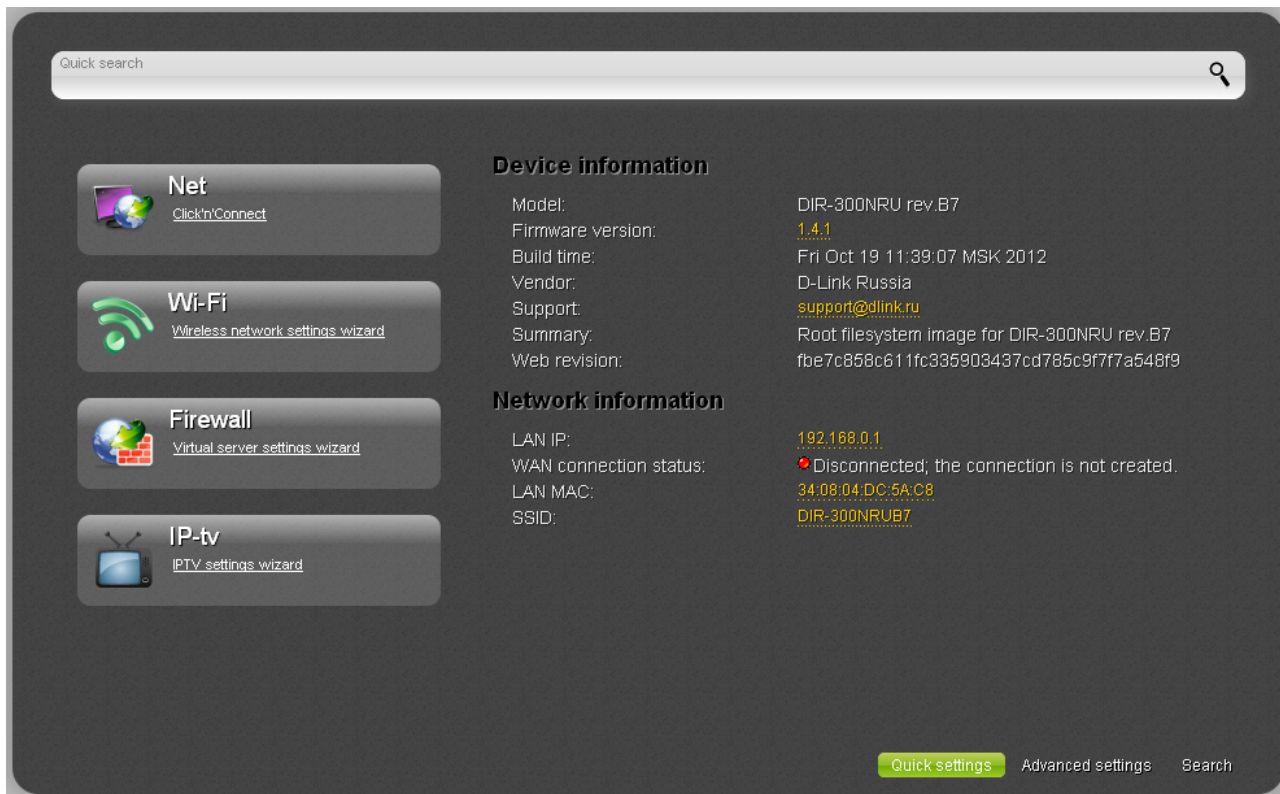 Quick search
Net
Click'n'Connect
Wi-Fi
Wireless network settings wizard
Firewall
Virtual server settings wizard
IP-tv
IPTV settings wizard
Device information
Model: DIR-300NRU rev.B7
Firmware version: 1.4.1
Build time: Fri Oct 19 11:39:07 MSK 2012
Vendor: D-Link Russia
Support: support@dlink.ru
Summary: Root filesystem image for DIR-300NRU rev.B7
Web revision: fbe7c858c611fc335903437cd785c9f7f7a548f9
Network information
LAN IP: 192.168.0.1
WAN connection status: Disconnected; the connection is not created.
LAN MAC: 34:08:04:DC:5A:C8
SSID: DIR-300NRUB7
Quick settings Advanced settings Search